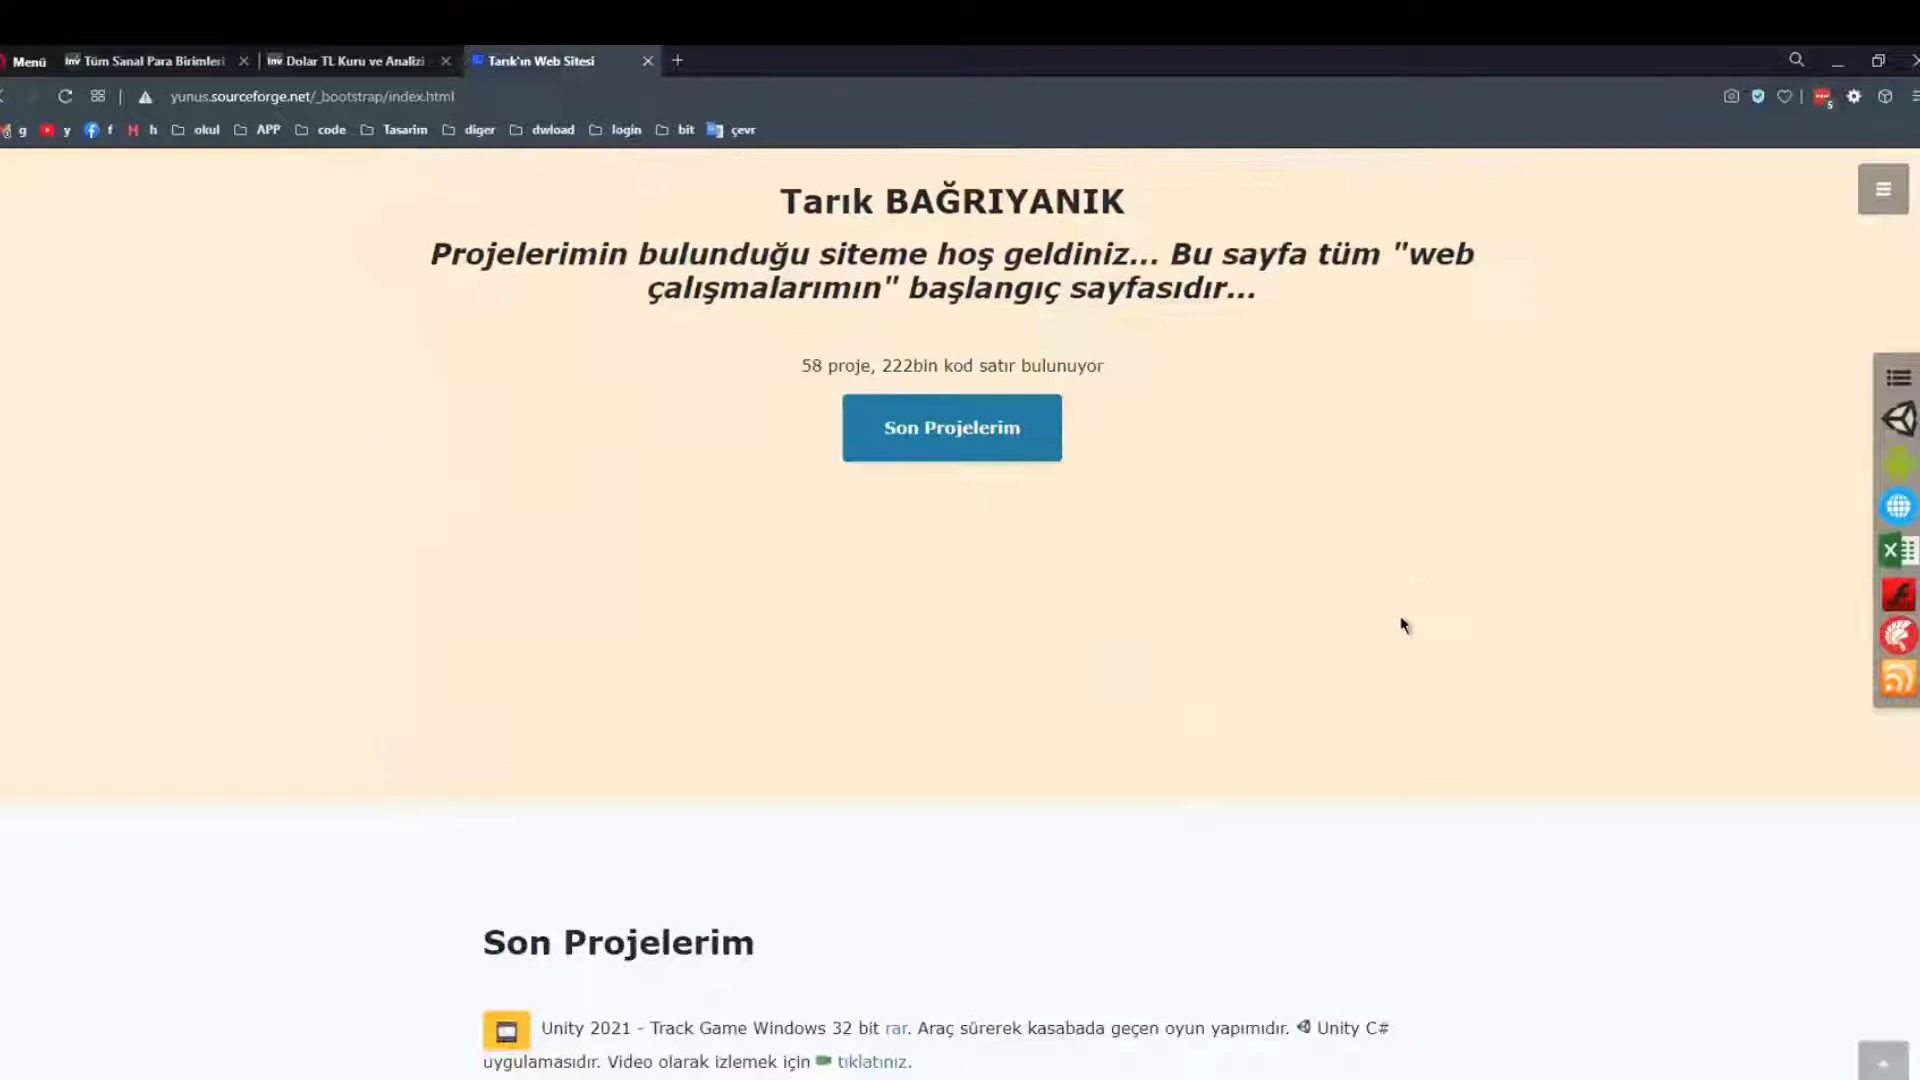 Menü
Tüm Sanal Para Birimleri
Dolar TL Kuru ve Analizi
Tarık'ın Web Sitesi
yunus.sourceforge.net/_bootstrap/index.html
g y f h okul APP code Tasarim diger dwload login bit çevr
Tarık BAĞRIYANIK
Projelerimin bulunduğu siteme hoş geldiniz... Bu sayfa tüm "web
çalışmalarımın" başlangıç sayfasıdır...
58 proje, 222bin kod satır bulunuyor
Son Projelerim
Son Projelerim
Unity 2021 - Track Game Windows 32 bit rar. Araç sürerek kasabada geçen oyun yapımıdır. Unity C#
uygulamasıdır. Video olarak izlemek için tıklatınız.